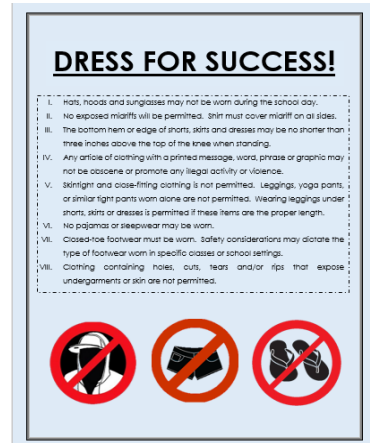 DRESS FOR SUCCESS!
I. Hats, hoods and sunglasses may not be worn during the school day.
II. No exposed midriffs will be permitted. Shirt must cover midriff on all sides.
III. The bottom hem or edge of shorts, skirts and dresses may be no shorter than
three inches above the top of the knee when standing.
IV. Any article of clothing with a printed message, word, phrase or graphic may
not be obscene or promote any illegal activity or violence.
V. Skintight and close-fitting clothing is not permitted. Leggings, yoga pants,
or similar tight pants worn alone are not permitted. Wearing leggings under
shorts, skirts or dresses is permitted if these items are the proper length.
VI. No pajamas or sleepwear may be worn.
VII. Closed-toe footwear must be worn. Safety considerations may dictate the
type of footwear worn in specific classes or school settings.
VIII. Clothing containing holes, cuts, tears and/or rips that expose
undergarments or skin are not permitted.